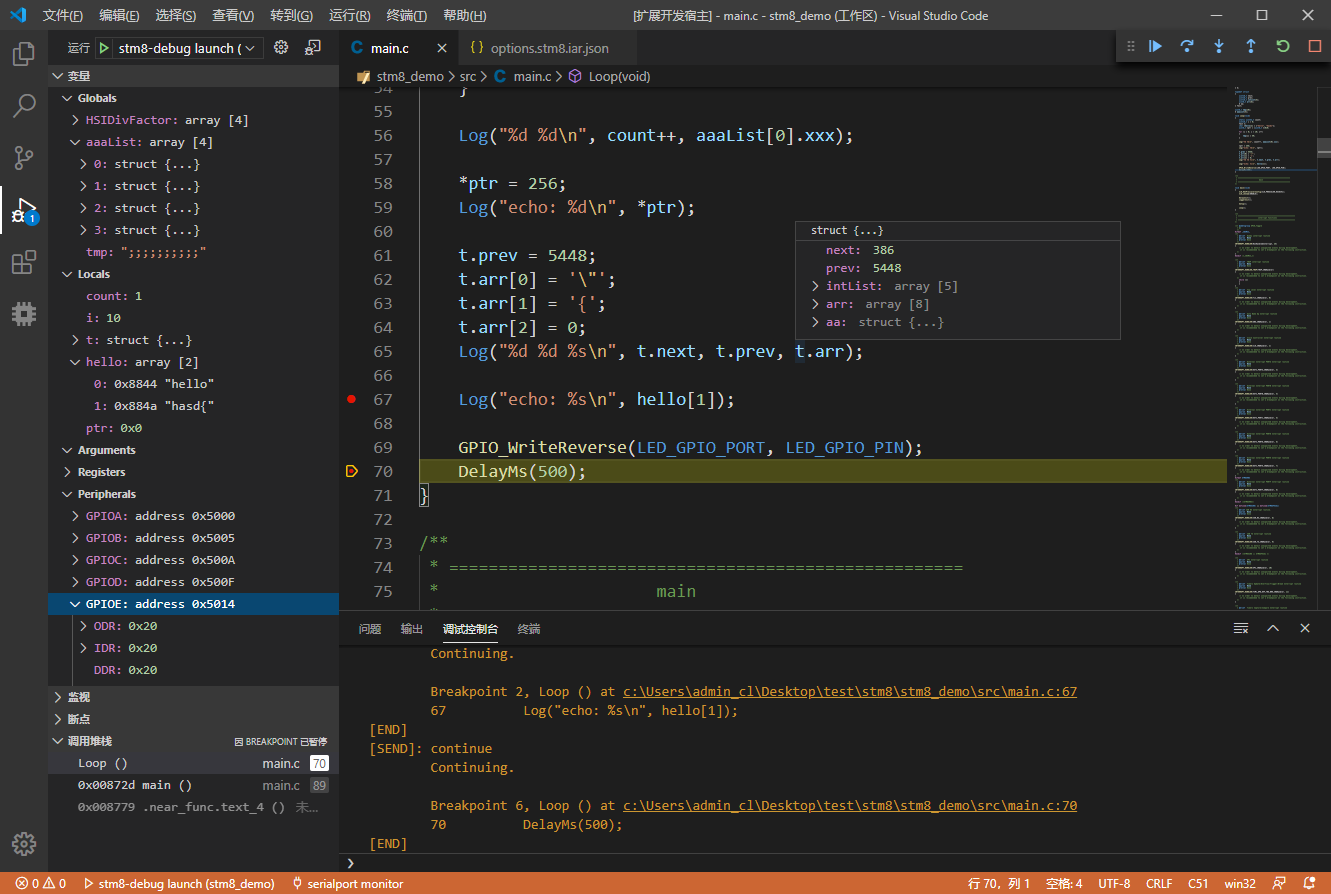 文件(F) 编辑(E) 选择(S) 查看(V) 转到(G) 运行(R) 终端(T) 帮助(H) [扩展开发宿主] - main.c - stm8_demo (工作区) - Visual Studio Code
运行 stm8-debug launch (
变量
Globals
HSIDivFactor: array [4]
aaaList: array [4]
0: struct {...}
1: struct {...}
2: struct {...}
3: struct {...}
tmp: ";;;;;;;;;;"
Locals
count: 1
i: 10
t: struct {...}
hello: array [2]
0: 0x8844 "hello"
1: 0x884a "hasd{"
ptr: 0x0
Arguments
Registers
Peripherals
GPIOA: address 0x5000
GPIOB: address 0x5005
GPIOC: address 0x500A
GPIOD: address 0x500F
GPIOE: address 0x5014
ODR: 0x20
IDR: 0x20
DDR: 0x20
监视
断点
调用堆栈 因 BREAKPOINT 已暂停
Loop () main.c 70
0x00872d main () main.c 89
0x008779 .near_func.text_4 () 未...
1
main.c options.stm8.iar.json
stm8_demo > src > main.c > Loop(void)
54 }
55
56 Log("%d %d\n", count++, aaaList[0].xxx);
57
58 *ptr = 256;
59 Log("echo: %d\n", *ptr);
60
61 t.prev = 5448;
62 t.arr[0] = '\"';
63 t.arr[1] = '{';
64 t.arr[2] = 0;
65 Log("%d %d %s\n", t.next, t.prev, t.arr);
66
67 Log("echo: %s\n", hello[1]);
68
69 GPIO_WriteReverse(LED_GPIO_PORT, LED_GPIO_PIN);
70 DelayMs(500);
71 }
72
73 /**
74 * ====================================================
75 * main
struct {...}
next: 386
prev: 5448
intList: array [5]
arr: array [8]
aa: struct {...}
问题 输出 调试控制台 终端
Continuing.
Breakpoint 2, Loop () at c:\Users\admin_cl\Desktop\test\stm8\stm8_demo\src\main.c:67
67 Log("echo: %s\n", hello[1]);
[END]
[SEND]: continue
Continuing.
Breakpoint 6, Loop () at c:\Users\admin_cl\Desktop\test\stm8\stm8_demo\src\main.c:70
70 DelayMs(500);
[END]
0 0 stm8-debug launch (stm8_demo) serialport monitor 行 70，列 1 空格: 4 UTF-8 CRLF C51 win32